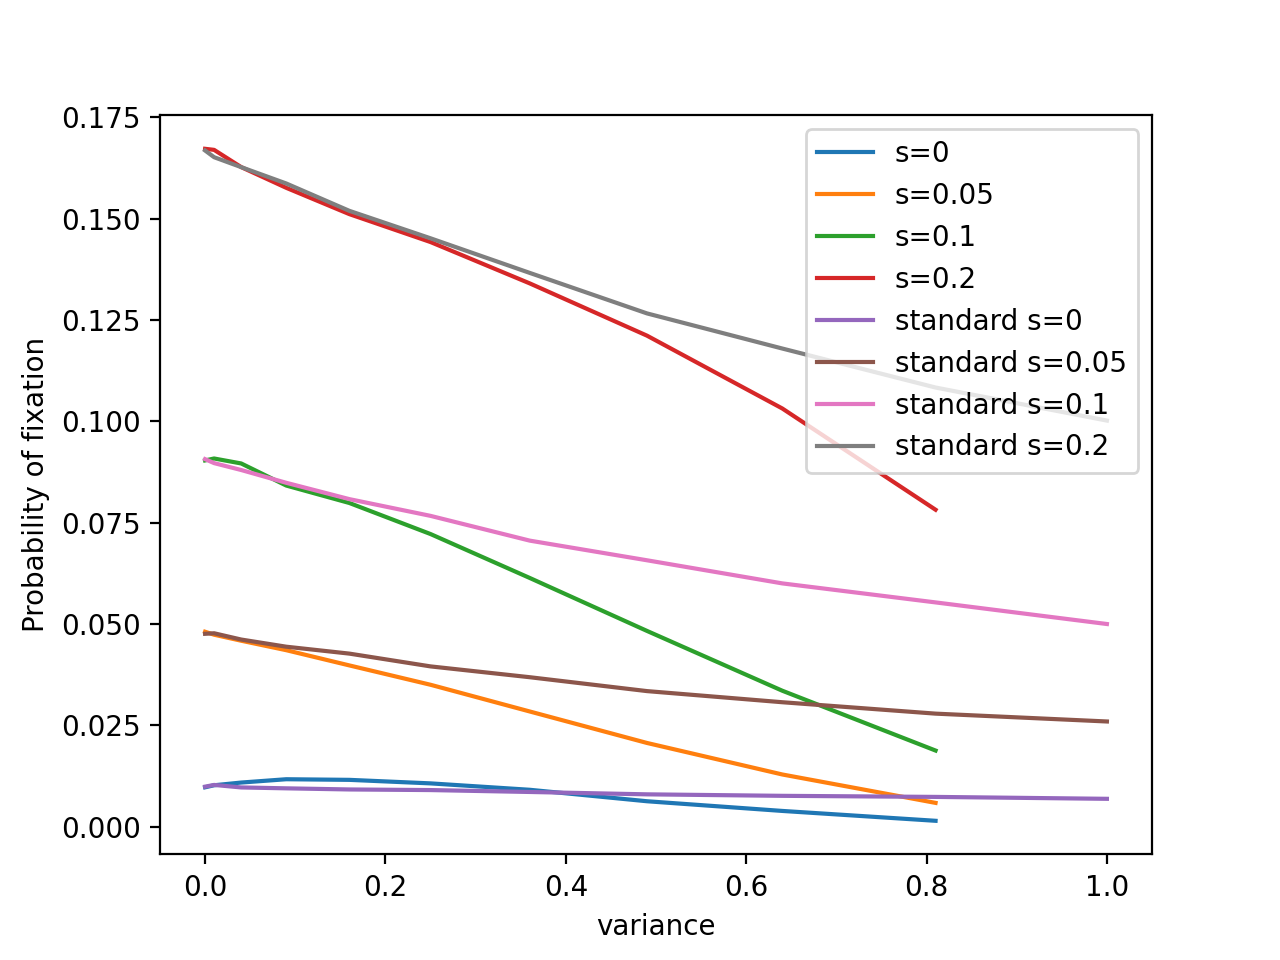 0.175
0.150
0.125
0.100
0.075
0.050
0.025
0.000
Probability of fixation
0.0 0.2 0.4 0.6 0.8 1.0
variance
s=0
s=0.05
s=0.1
s=0.2
standard s=0
standard s=0.05
standard s=0.1
standard s=0.2